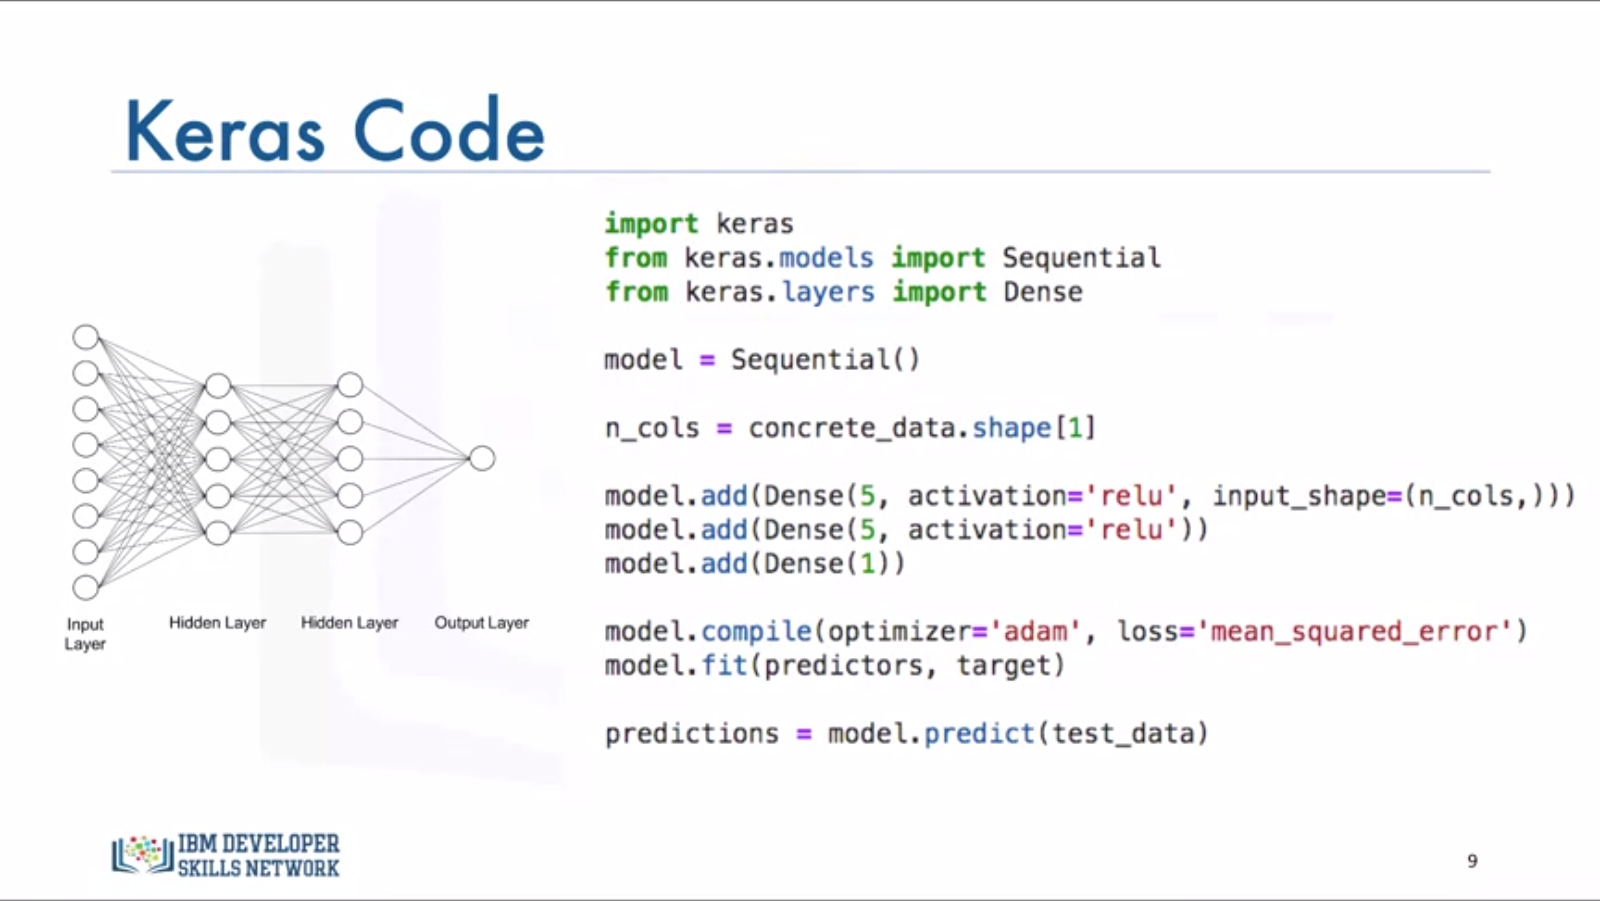 Keras Code
import keras
from keras.models import Sequential
from keras.layers import Dense
model = Sequential()
n_cols = concrete_data.shape[1]
model.add(Dense(5, activation='relu', input_shape=(n_cols,)))
model.add(Dense(5, activation='relu'))
model.add(Dense(1))
model.compile(optimizer='adam', loss='mean_squared_error')
model.fit(predictors, target)
predictions = model.predict(test_data)
Input
Layer
Hidden Layer
Hidden Layer
Output Layer
IBM DEVELOPER
SKILLS NETWORK
9